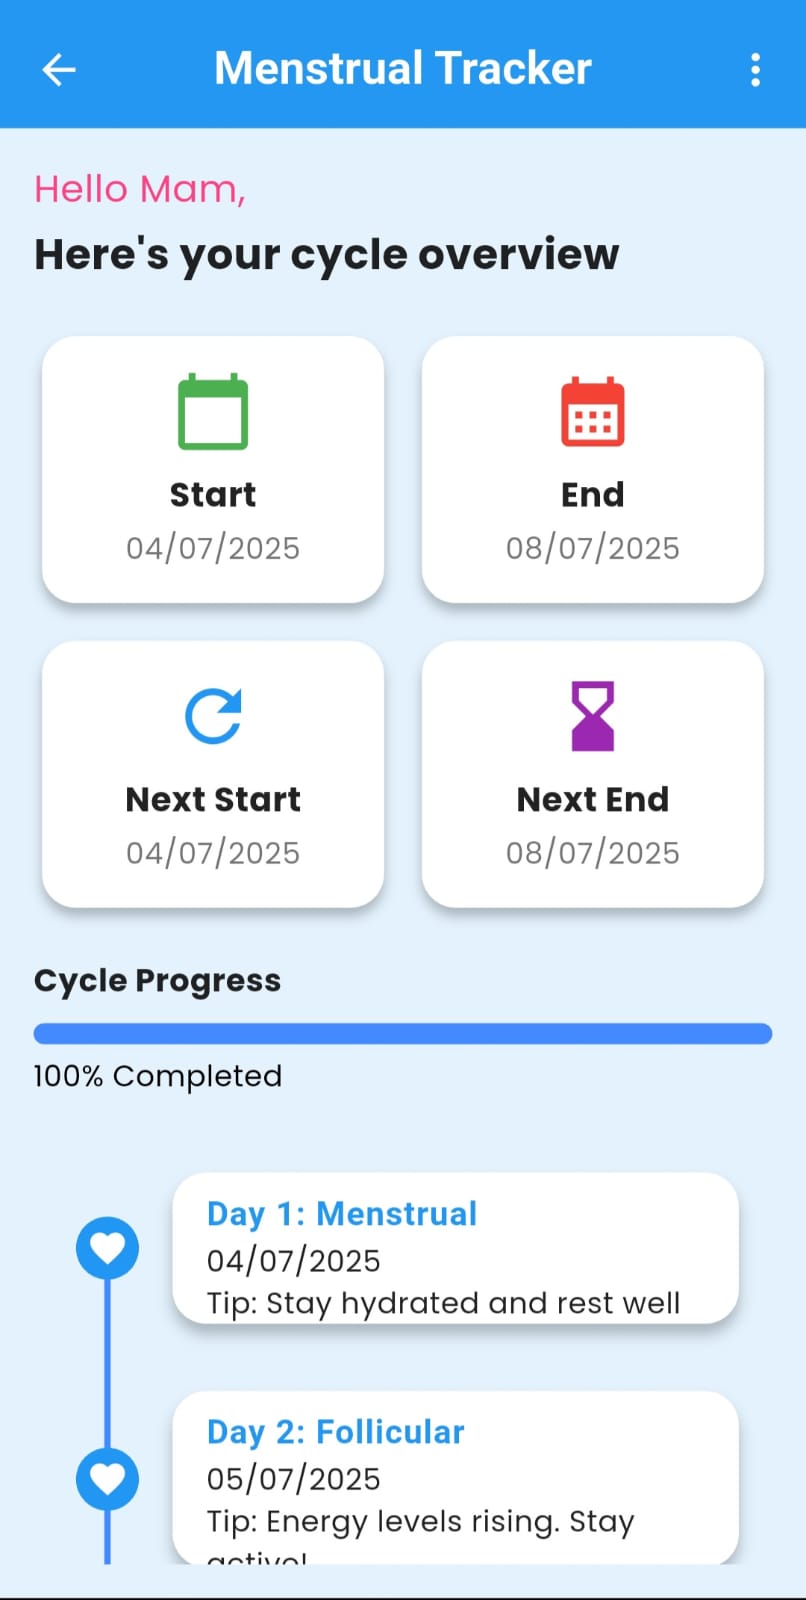 Menstrual Tracker
Hello Mam,
Here's your cycle overview
Start
04/07/2025
End
08/07/2025
Next Start
04/07/2025
Next End
08/07/2025
Cycle Progress
100% Completed
Day 1: Menstrual
04/07/2025
Tip: Stay hydrated and rest well
Day 2: Follicular
05/07/2025
Tip: Energy levels rising. Stay
active!